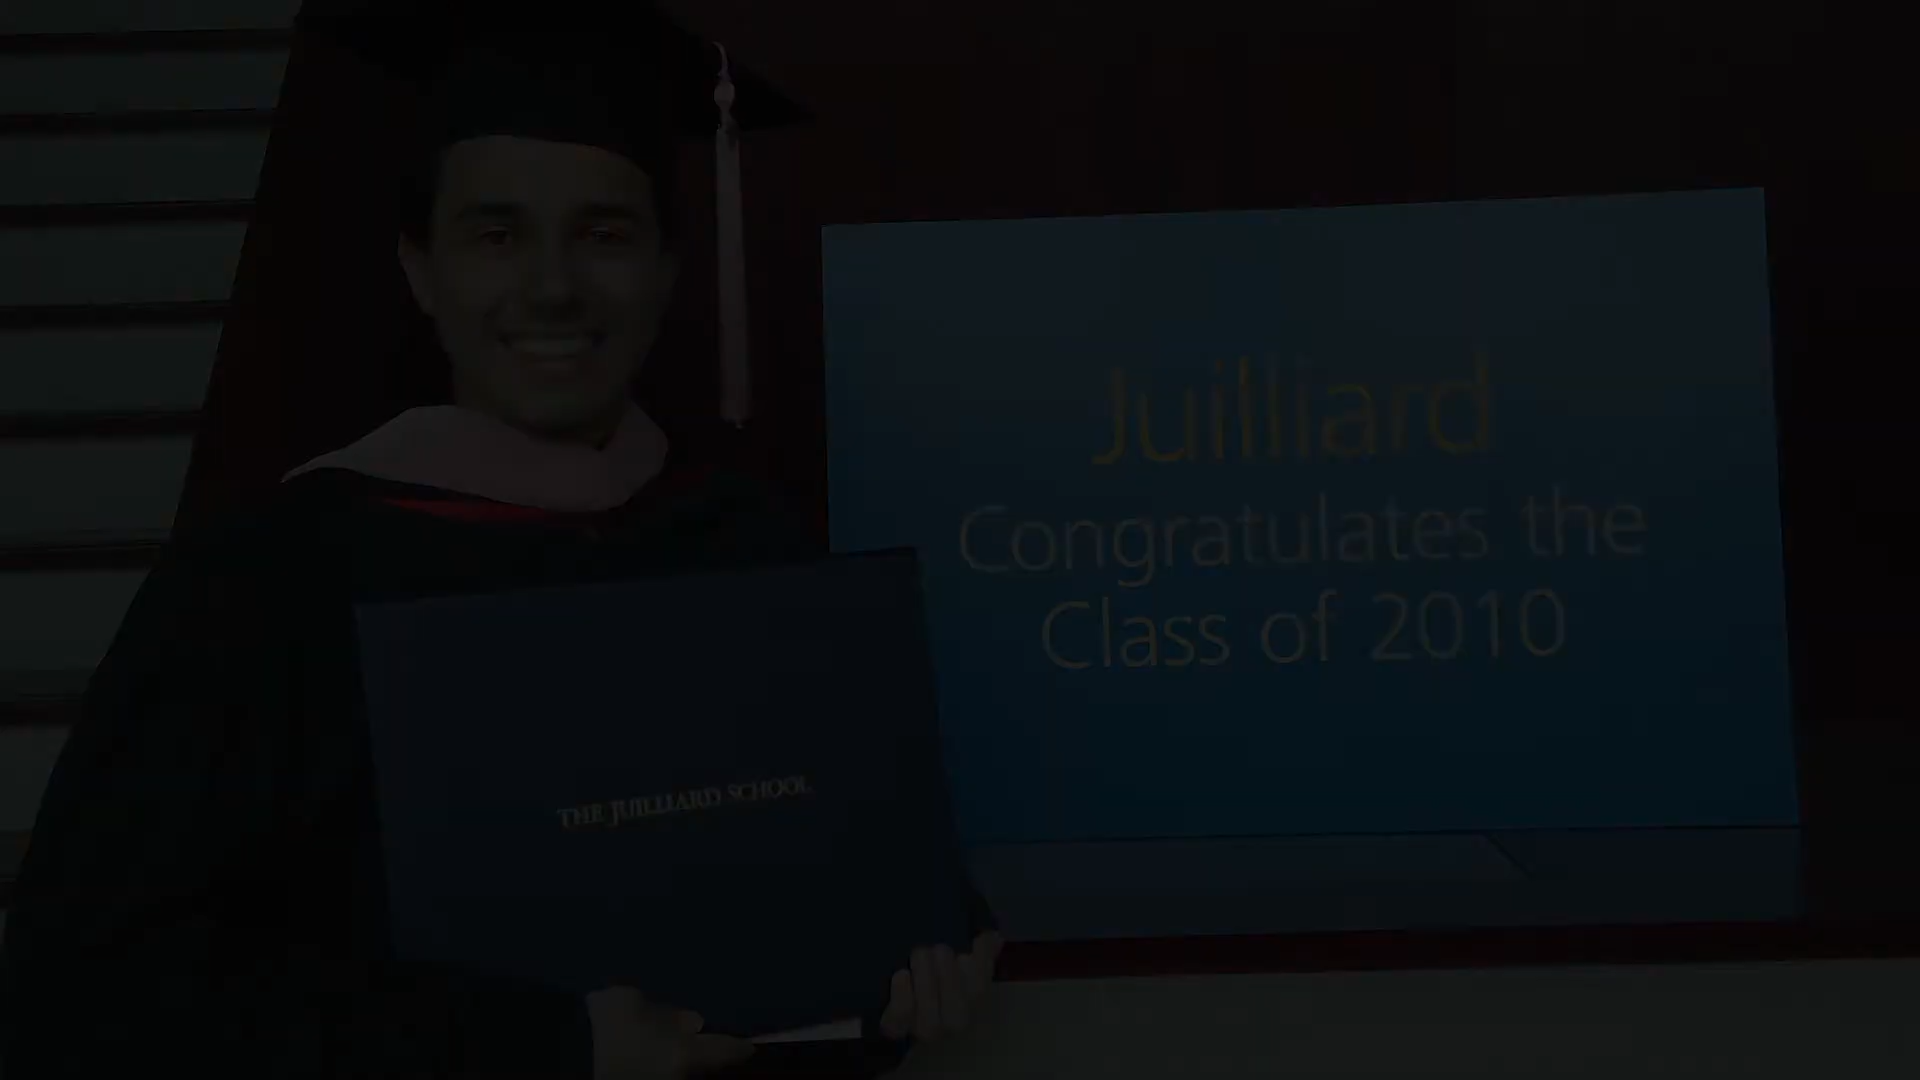 Juilliard
Congratulates the
Class of 2010
THE JUILLIARD SCHOOL